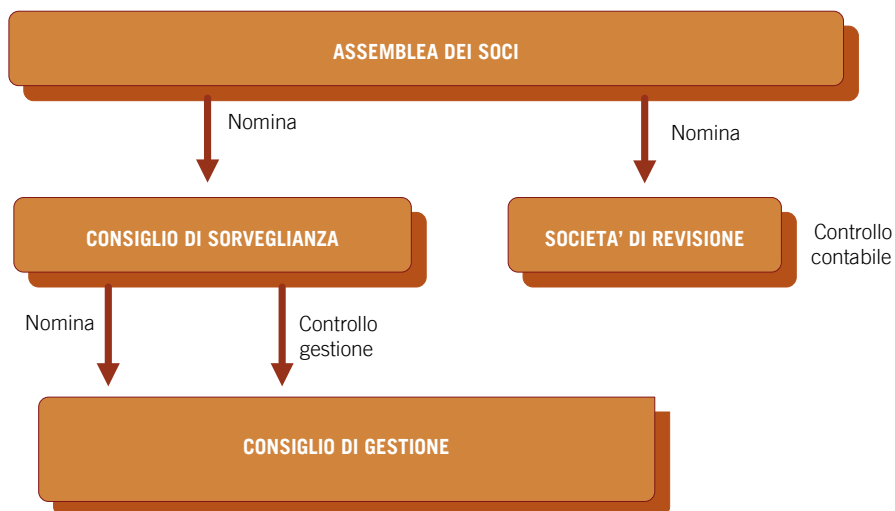 ASSEMBLEA DEI SOCI
Nomina
Nomina
CONSIGLIO DI SORVEGLIANZA
SOCIETA' DI REVISIONE
Controllo
contabile
Nomina
Controllo
gestione
CONSIGLIO DI GESTIONE